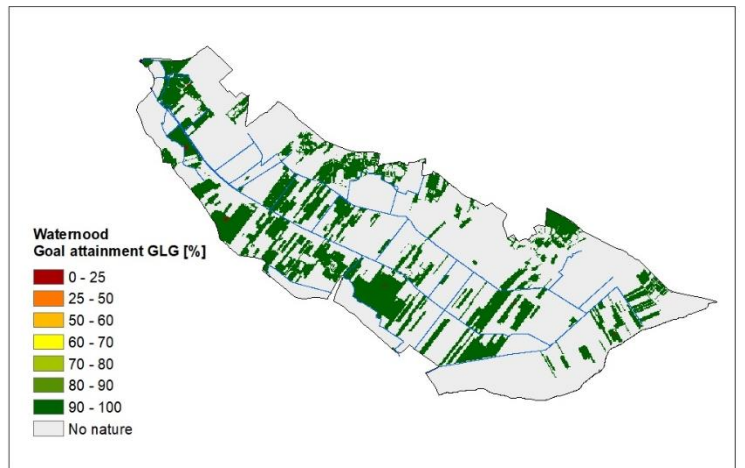 Waternood
Goal attainment GLG [%]
0 - 25
25 - 50
50 - 60
60 - 70
70 - 80
80 - 90
90 - 100
No nature